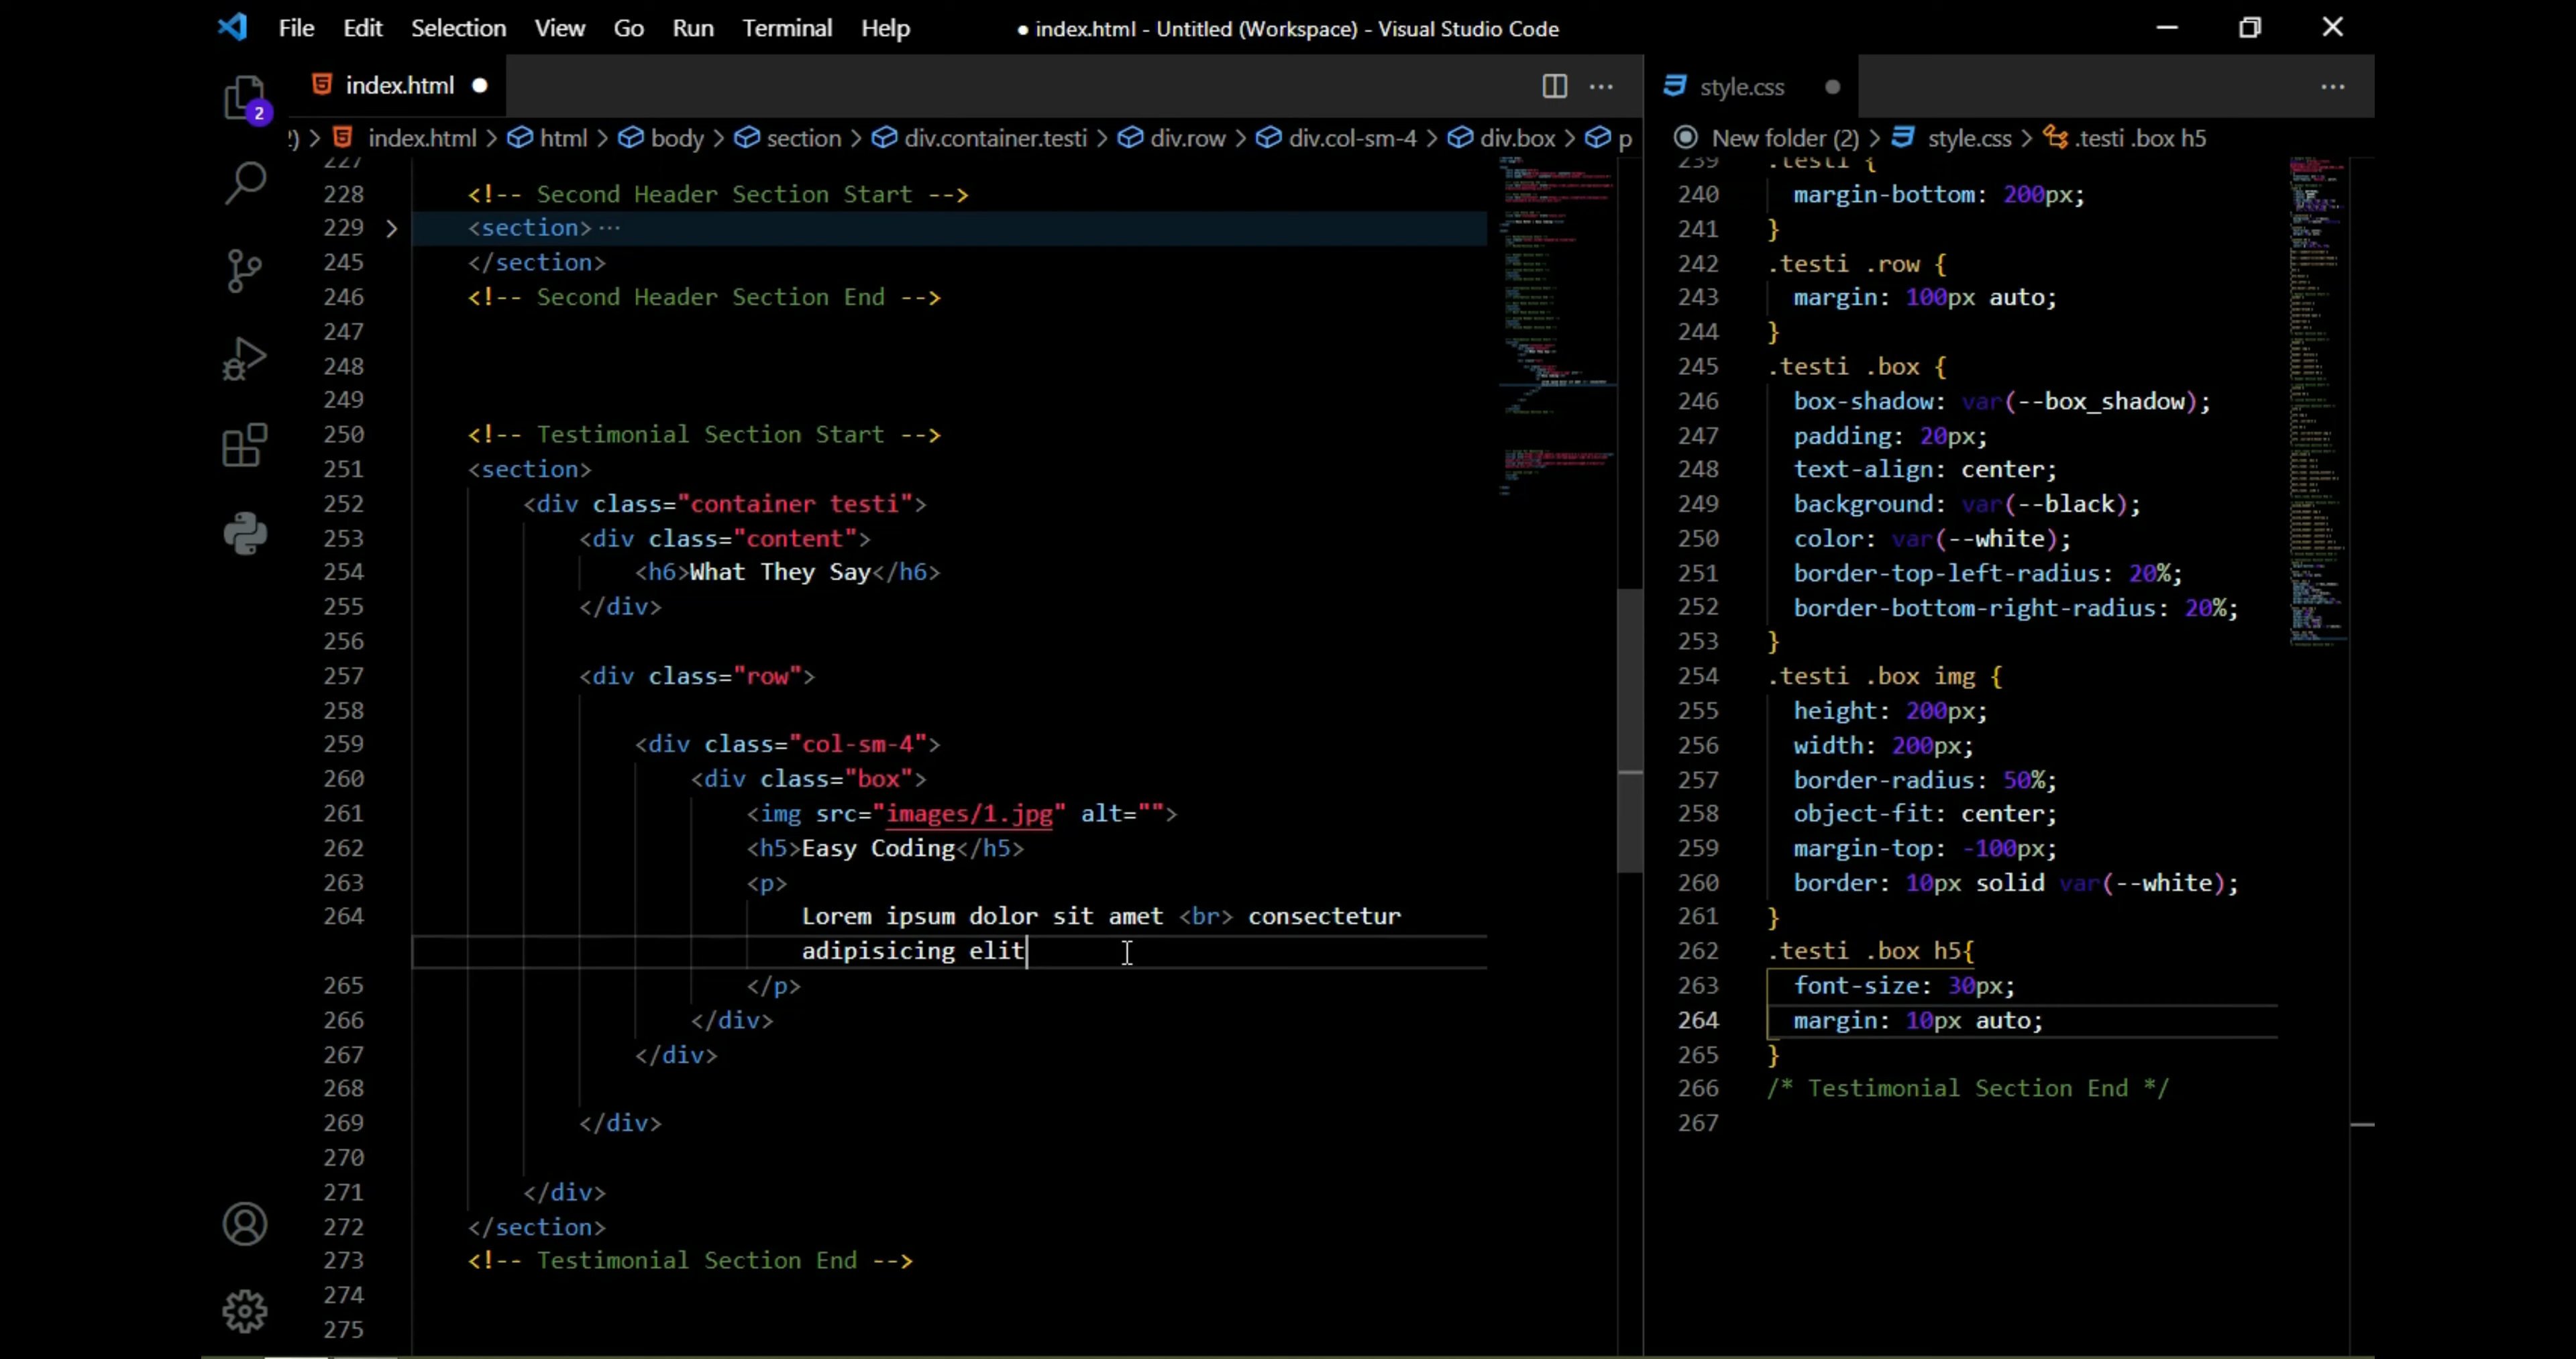 File Edit Selection View Go Run Terminal Help ● index.html - Untitled (Workspace) - Visual Studio Code
index.html ●
2
2) > index.html > html > body > section > div.container.testi > div.row > div.col-sm-4 > div.box > p
227
228 <!-- Second Header Section Start -->
229 <section>···
245 </section>
246 <!-- Second Header Section End -->
247
248
249
250 <!-- Testimonial Section Start -->
251 <section>
252 <div class="container testi">
253 <div class="content">
254 <h6>What They Say</h6>
255 </div>
256
257 <div class="row">
258
259 <div class="col-sm-4">
260 <div class="box">
261 <img src="images/1.jpg" alt="">
262 <h5>Easy Coding</h5>
263 <p>
264 Lorem ipsum dolor sit amet <br> consectetur
adipisicing elit
265 </p>
266 </div>
267 </div>
268
269 </div>
270
271 </div>
272 </section>
273 <!-- Testimonial Section End -->
274
275
style.css ●
New folder (2) > style.css > .testi .box h5
239 .testi {
240 margin-bottom: 200px;
241 }
242 .testi .row {
243 margin: 100px auto;
244 }
245 .testi .box {
246 box-shadow: var(--box_shadow);
247 padding: 20px;
248 text-align: center;
249 background: var(--black);
250 color: var(--white);
251 border-top-left-radius: 20%;
252 border-bottom-right-radius: 20%;
253 }
254 .testi .box img {
255 height: 200px;
256 width: 200px;
257 border-radius: 50%;
258 object-fit: center;
259 margin-top: -100px;
260 border: 10px solid var(--white);
261 }
262 .testi .box h5{
263 font-size: 30px;
264 margin: 10px auto;
265 }
266 /* Testimonial Section End */
267